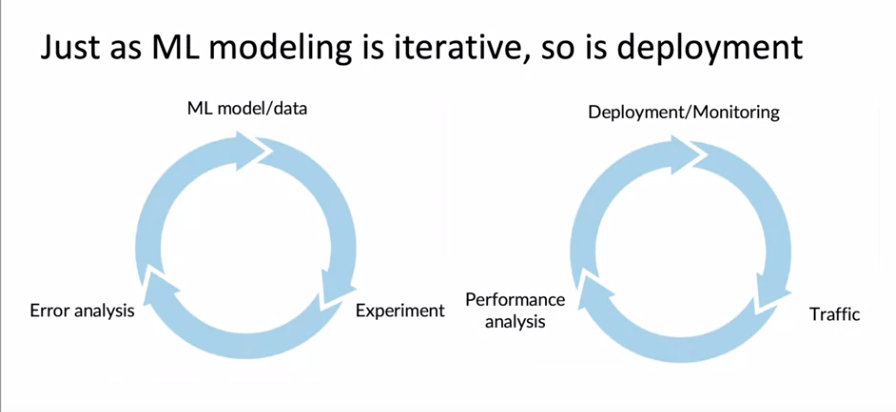 Just as ML modeling is iterative, so is deployment
ML model/data
Experiment
Error analysis
Deployment/Monitoring
Traffic
Performance
analysis